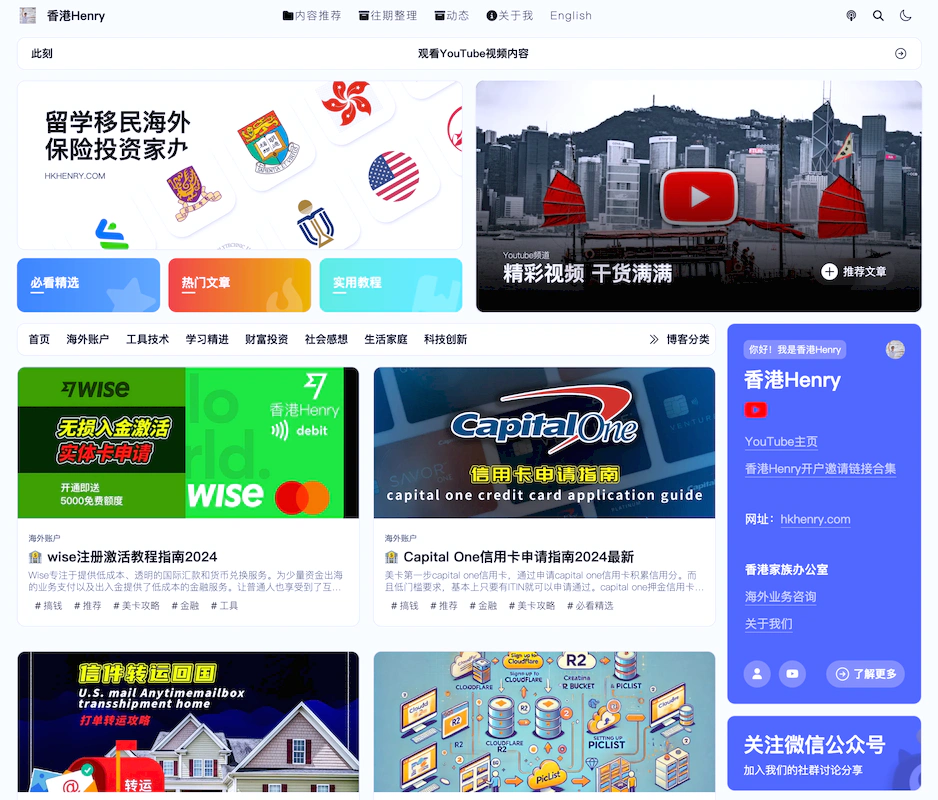 香港Henry
内容推荐
往期整理
动态
关于我
English
此刻
观看YouTube视频内容
留学移民海外
保险投资家办
HKHENRY.COM
Youtube频道
精彩视频 干货满满
推荐文章
必看精选
热门文章
实用教程
首页 海外账户 工具技术 学习精进 财富投资 社会感想 生活家庭 科技创新
博客分类
7wise
无损入金激活
实体卡申请
开通即送
5000免费额度
香港Henry
debit
wise
CapitalOne
信用卡申请指南
capital one credit card application guide
海外账户
wise注册激活教程指南2024
Wise专注于提供低成本、透明的国际汇款和货币兑换服务。为少量资金出海
的业务支付以及出入金提供了低成本的金融服务。让普通人也享受到了互...
# 搞钱 # 推荐 # 美卡攻略 # 金融 # 工具
海外账户
Capital One信用卡申请指南2024最新
美卡第一步capital one信用卡，通过申请capital one信用卡积累信用分。而
且低门槛要求，基本上只要有ITIN就可以申请通过。capital one押金信用卡...
# 搞钱 # 推荐 # 金融 # 美卡攻略 # 必看精选
你好！我是香港Henry
香港Henry
YouTube主页
香港Henry开户邀请链接合集
网址：hkhenry.com
香港家族办公室
海外业务咨询
关于我们
了解更多
关注微信公众号
加入我们的社群讨论分享
信件转运回国
U.S. mail Anytimemailbox
transshipment home
打单转运攻略
转运
CLOUDFLARE
Sign up to
Cloudflare
R2
Creating
R BUCKET
PICLIST
R2
R2
CLOUDFLARE
R2
SETTING UP
PICLIST
PicList